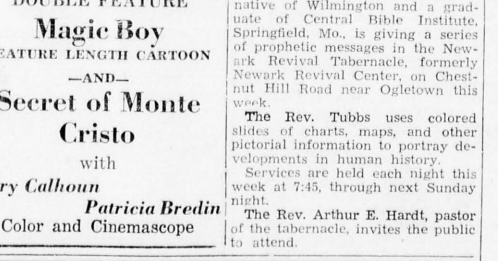 DOUBLE FEATURE
Magic Boy
FEATURE LENGTH CARTOON
—AND—
Secret of Monte
Cristo
with
ry Calhoun
Patricia Bredin
Color and Cinemascope
native of Wilmington and a grad-
uate of Central Bible Institute,
Springfield, Mo., is giving a series
of prophetic messages in the New-
ark Revival Tabernacle, formerly
Newark Revival Center, on Chest-
nut Hill Road near Ogletown this
week.
The Rev. Tubbs uses colored
slides of charts, maps, and other
pictorial information to portray de-
velopments in human history.
Services are held each night this
week at 7:45, through next Sunday
night.
The Rev. Arthur E. Hardt, pastor
of the tabernacle, invites the public
to attend.